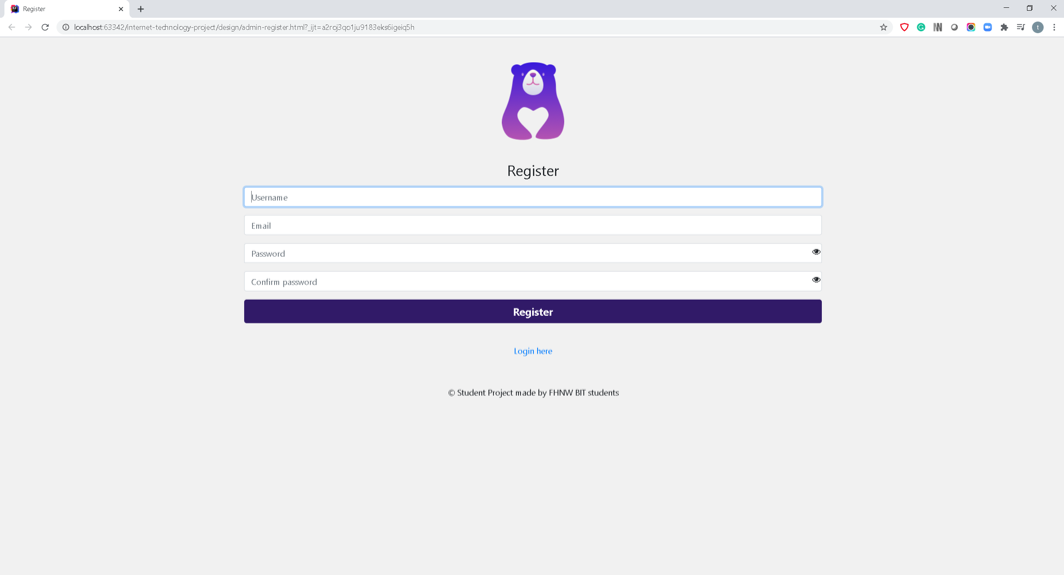 Register
localhost:63342/internet-technology-project/design/admin-register.html?_ijt=a2roj3qo1ju9183eks6igeiq5h
Register
Username
Email
Password
Confirm password
Register
Login here
© Student Project made by FHNW BIT students